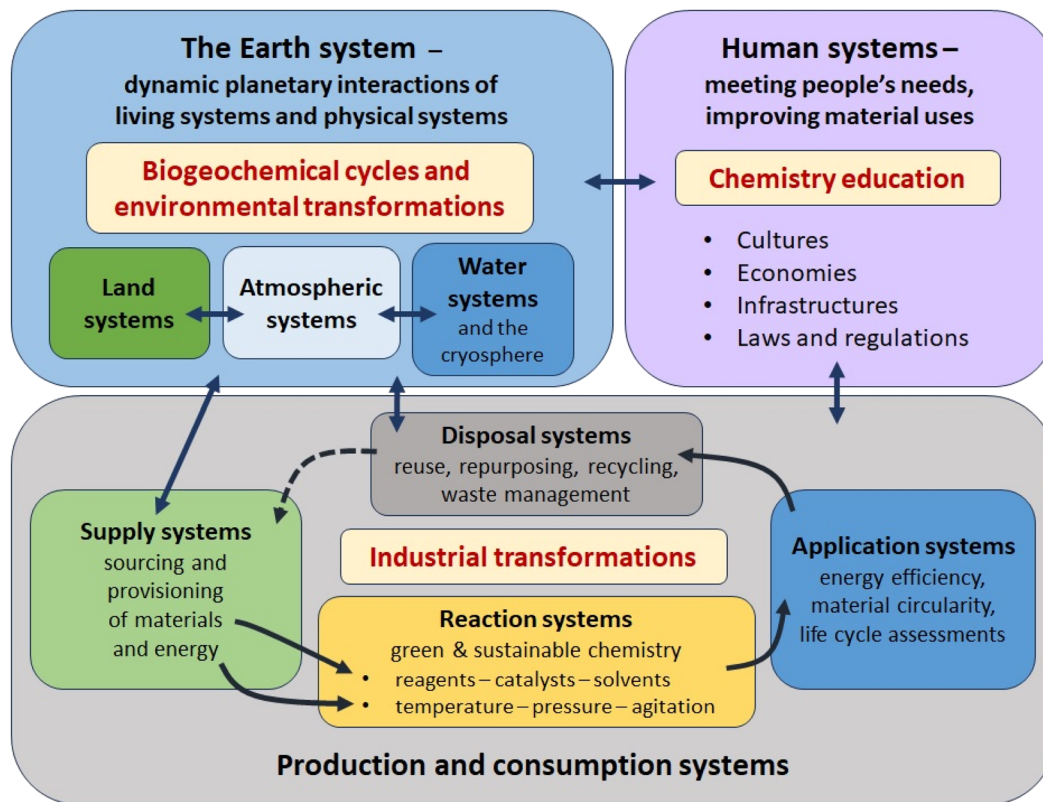 The Earth system –
dynamic planetary interactions of
living systems and physical systems
Biogeochemical cycles and
environmental transformations
Land
systems
Atmospheric
systems
Water
systems
and the
cryosphere
Human systems –
meeting people’s needs,
improving material uses
Chemistry education
• Cultures
• Economies
• Infrastructures
• Laws and regulations
Disposal systems
reuse, repurposing, recycling,
waste management
Supply systems
sourcing and
provisioning
of materials
and energy
Industrial transformations
Reaction systems
green & sustainable chemistry
• reagents – catalysts – solvents
• temperature – pressure – agitation
Application systems
energy efficiency,
material circularity,
life cycle assessments
Production and consumption systems